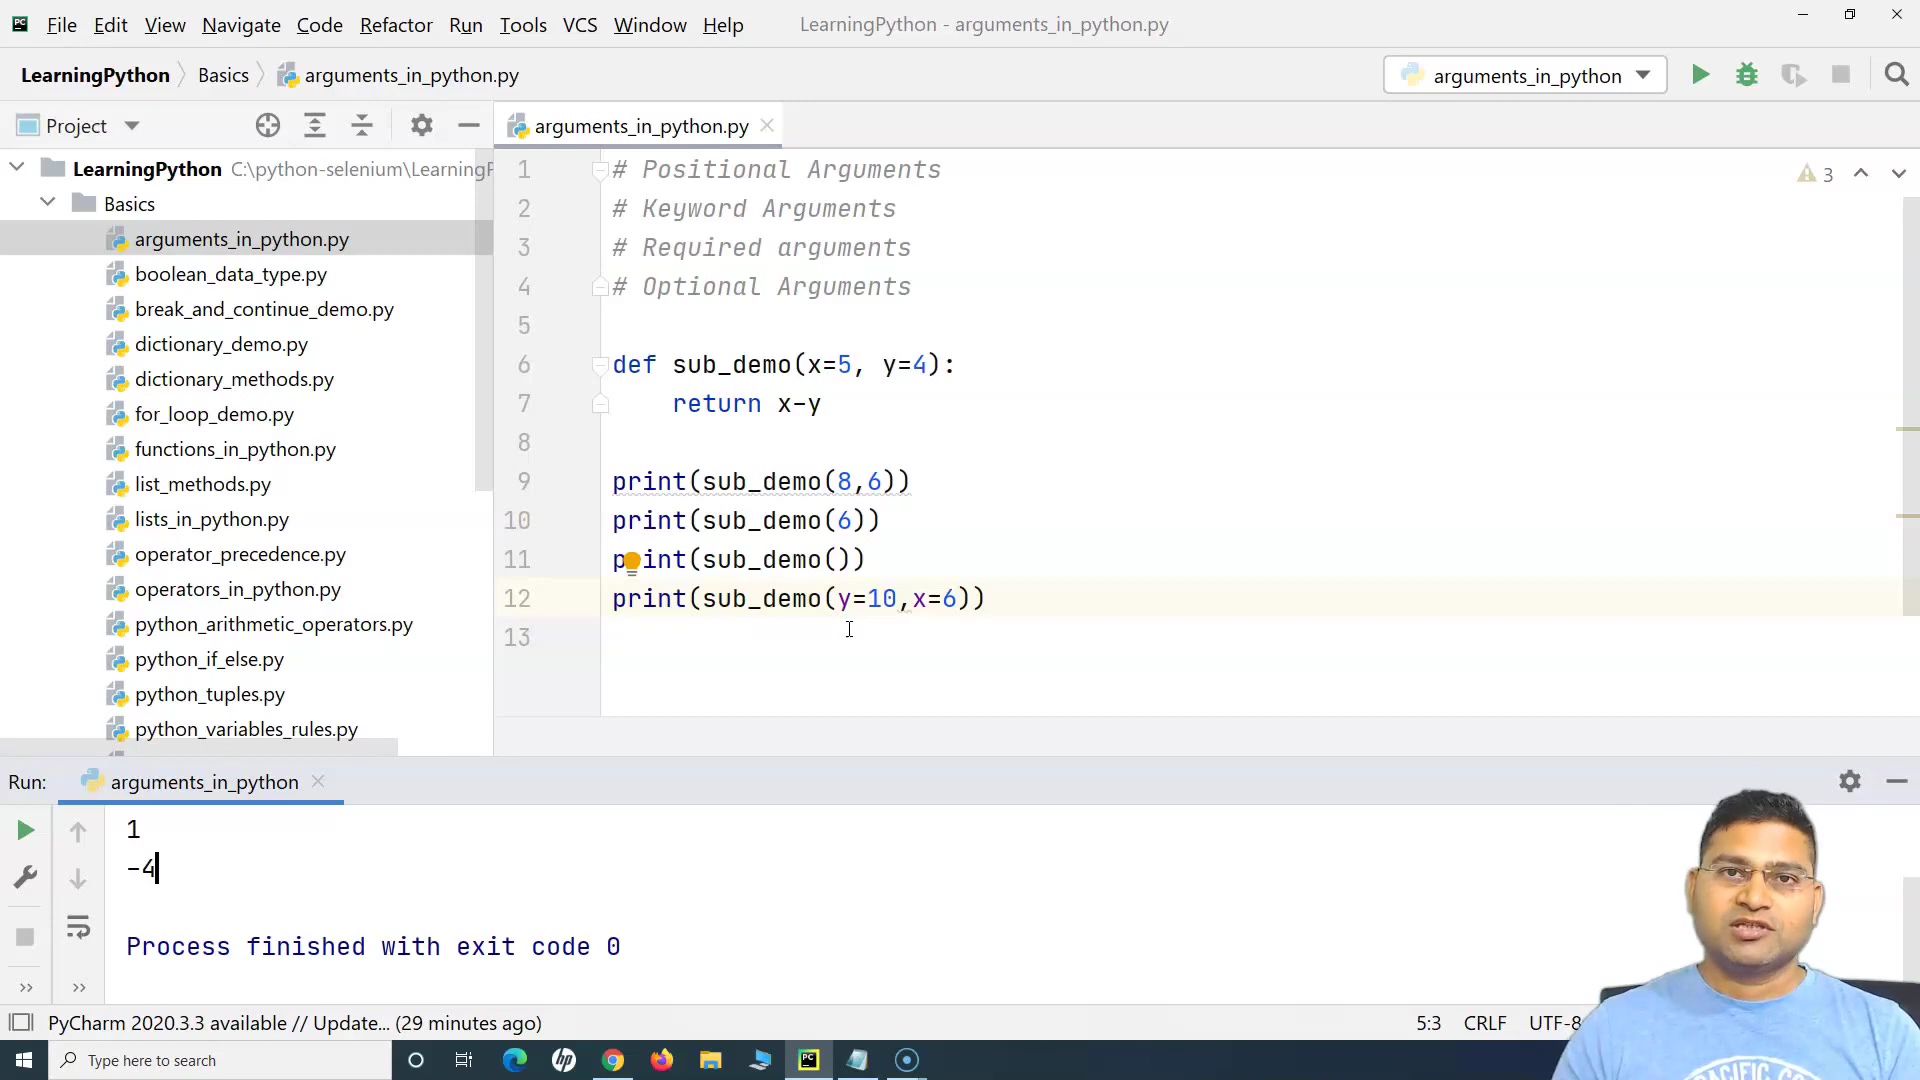 PC File Edit View Navigate Code Refactor Run Tools VCS Window Help LearningPython - arguments_in_python.py
LearningPython Basics arguments_in_python.py arguments_in_python
Project arguments_in_python.py
LearningPython C:\python-selenium\LearningP
Basics
arguments_in_python.py
boolean_data_type.py
break_and_continue_demo.py
dictionary_demo.py
dictionary_methods.py
for_loop_demo.py
functions_in_python.py
list_methods.py
lists_in_python.py
operator_precedence.py
operators_in_python.py
python_arithmetic_operators.py
python_if_else.py
python_tuples.py
python_variables_rules.py
1 # Positional Arguments
2 # Keyword Arguments
3 # Required arguments
4 # Optional Arguments
5
6 def sub_demo(x=5, y=4):
7 return x-y
8
9 print(sub_demo(8,6))
10 print(sub_demo(6))
11 print(sub_demo())
12 print(sub_demo(y=10,x=6))
13
3
Run: arguments_in_python
1
-4
Process finished with exit code 0
PyCharm 2020.3.3 available // Update... (29 minutes ago) 5:3 CRLF UTF-8
Type here to search hp PC